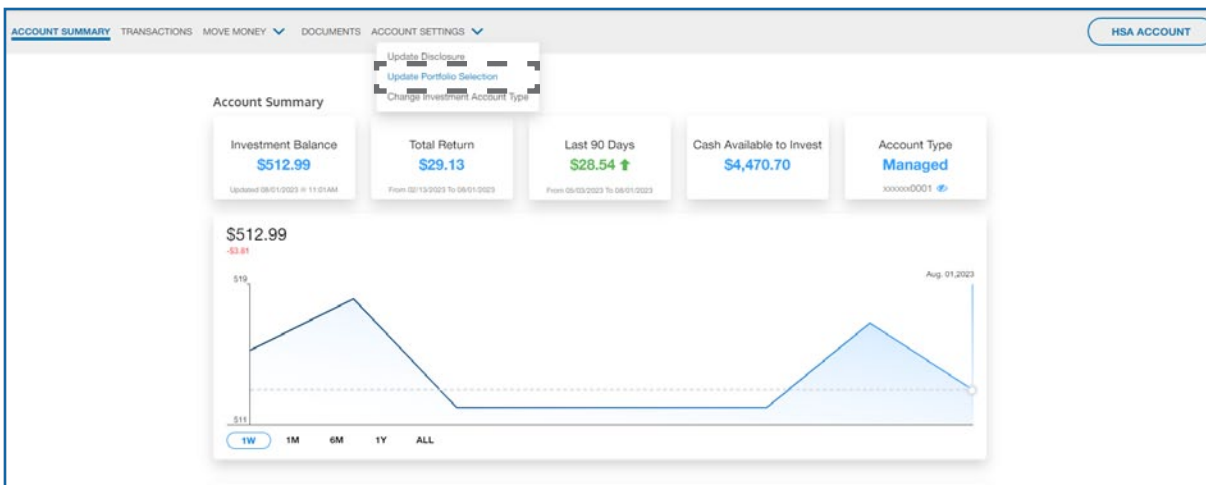 ACCOUNT SUMMARY TRANSACTIONS MOVE MONEY DOCUMENTS ACCOUNT SETTINGS HSA ACCOUNT
Update Disclosure
Update Portfolio Selection
Change Investment Account Type
Account Summary
Investment Balance
$512.99
Updated 08/01/2023 @ 11:01AM
Total Return
$29.13
From 02/13/2023 To 08/01/2023
Last 90 Days
$28.54
From 05/03/2023 To 08/01/2023
Cash Available to Invest
$4,470.70
Account Type
Managed
xxxxxx0001
$512.99
-$3.81
Aug. 01,2023
519
511
1W 1M 6M 1Y ALL